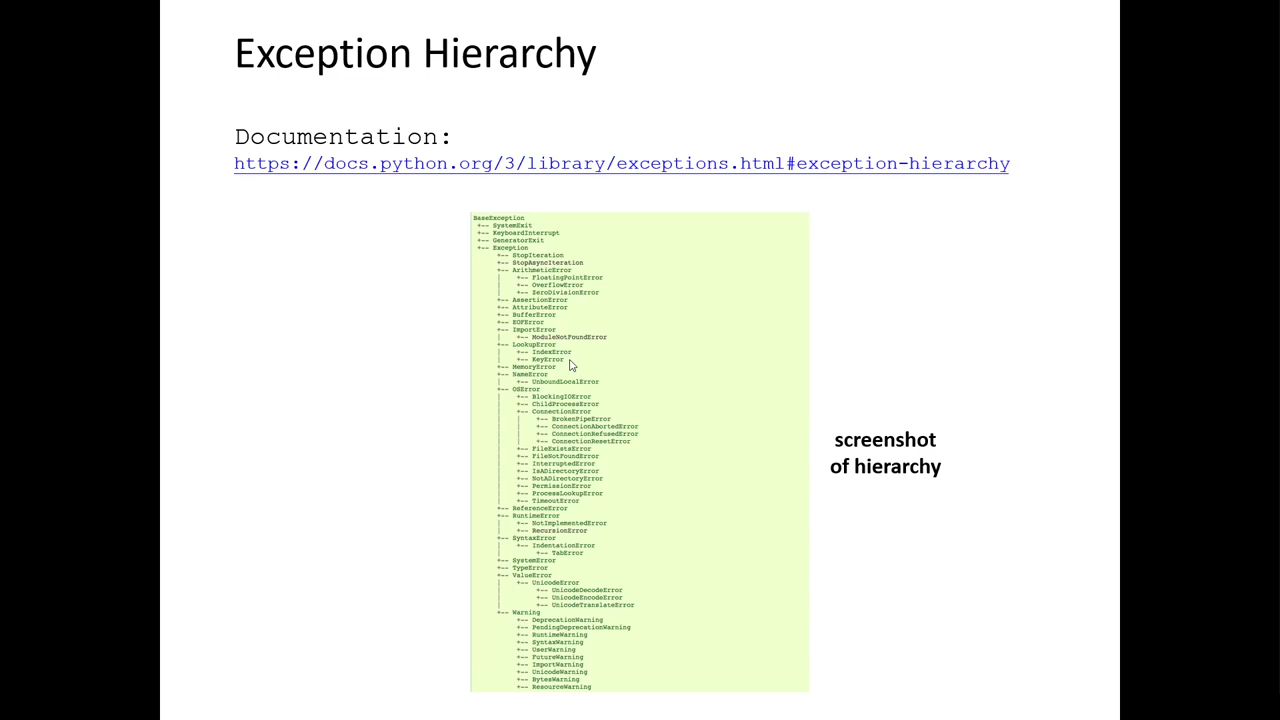 Exception Hierarchy
Documentation:
https://docs.python.org/3/library/exceptions.html#exception-hierarchy
BaseException
 +-- SystemExit
 +-- KeyboardInterrupt
 +-- GeneratorExit
 +-- Exception
      +-- StopIteration
      +-- StopAsyncIteration
      +-- ArithmeticError
      |    +-- FloatingPointError
      |    +-- OverflowError
      |    +-- ZeroDivisionError
      +-- AssertionError
      +-- AttributeError
      +-- BufferError
      +-- EOFError
      +-- ImportError
      |    +-- ModuleNotFoundError
      +-- LookupError
      |    +-- IndexError
      |    +-- KeyError
      +-- MemoryError
      +-- NameError
      |    +-- UnboundLocalError
      +-- OSError
      |    +-- BlockingIOError
      |    +-- ChildProcessError
      |    +-- ConnectionError
      |    |    +-- BrokenPipeError
      |    |    +-- ConnectionAbortedError
      |    |    +-- ConnectionRefusedError
      |    |    +-- ConnectionResetError
      |    +-- FileExistsError
      |    +-- FileNotFoundError
      |    +-- InterruptedError
      |    +-- IsADirectoryError
      |    +-- NotADirectoryError
      |    +-- PermissionError
      |    +-- ProcessLookupError
      |    +-- TimeoutError
      +-- ReferenceError
      +-- RuntimeError
      |    +-- NotImplementedError
      |    +-- RecursionError
      +-- SyntaxError
      |    +-- IndentationError
      |         +-- TabError
      +-- SystemError
      +-- TypeError
      +-- ValueError
      |    +-- UnicodeError
      |         +-- UnicodeDecodeError
      |         +-- UnicodeEncodeError
      |         +-- UnicodeTranslateError
      +-- Warning
           +-- DeprecationWarning
           +-- PendingDeprecationWarning
           +-- RuntimeWarning
           +-- SyntaxWarning
           +-- UserWarning
           +-- FutureWarning
           +-- ImportWarning
           +-- UnicodeWarning
           +-- BytesWarning
           +-- ResourceWarning
screenshot
of hierarchy